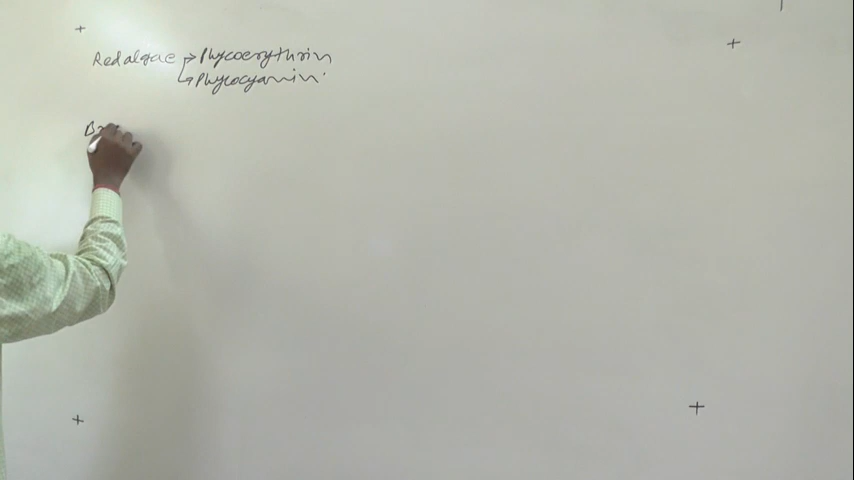 Red algae → Phycoerythrin
↳ Phycocyanin.